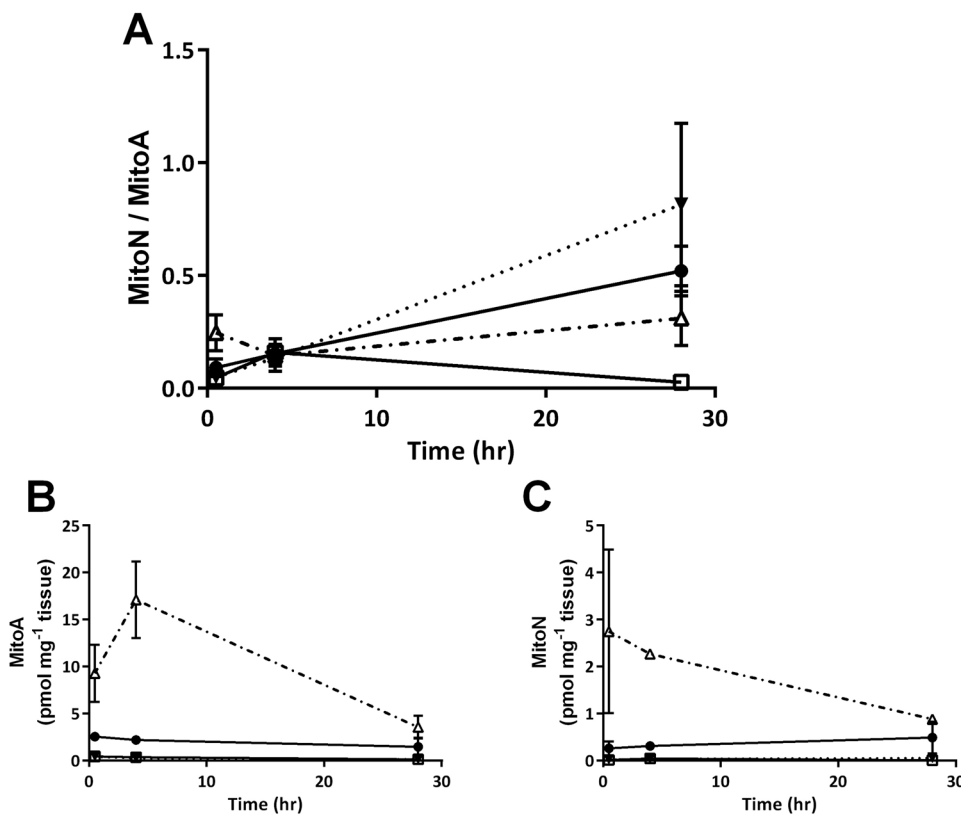 A
1.5
1.0
0.5
0.0
MitoN / MitoA
0 10 20 30
Time (hr)
B
25
20
15
10
5
0
MitoA
(pmol mg⁻¹ tissue)
0 10 20 30
Time (hr)
C
5
4
3
2
1
0
MitoN
(pmol mg⁻¹ tissue)
0 10 20 30
Time (hr)